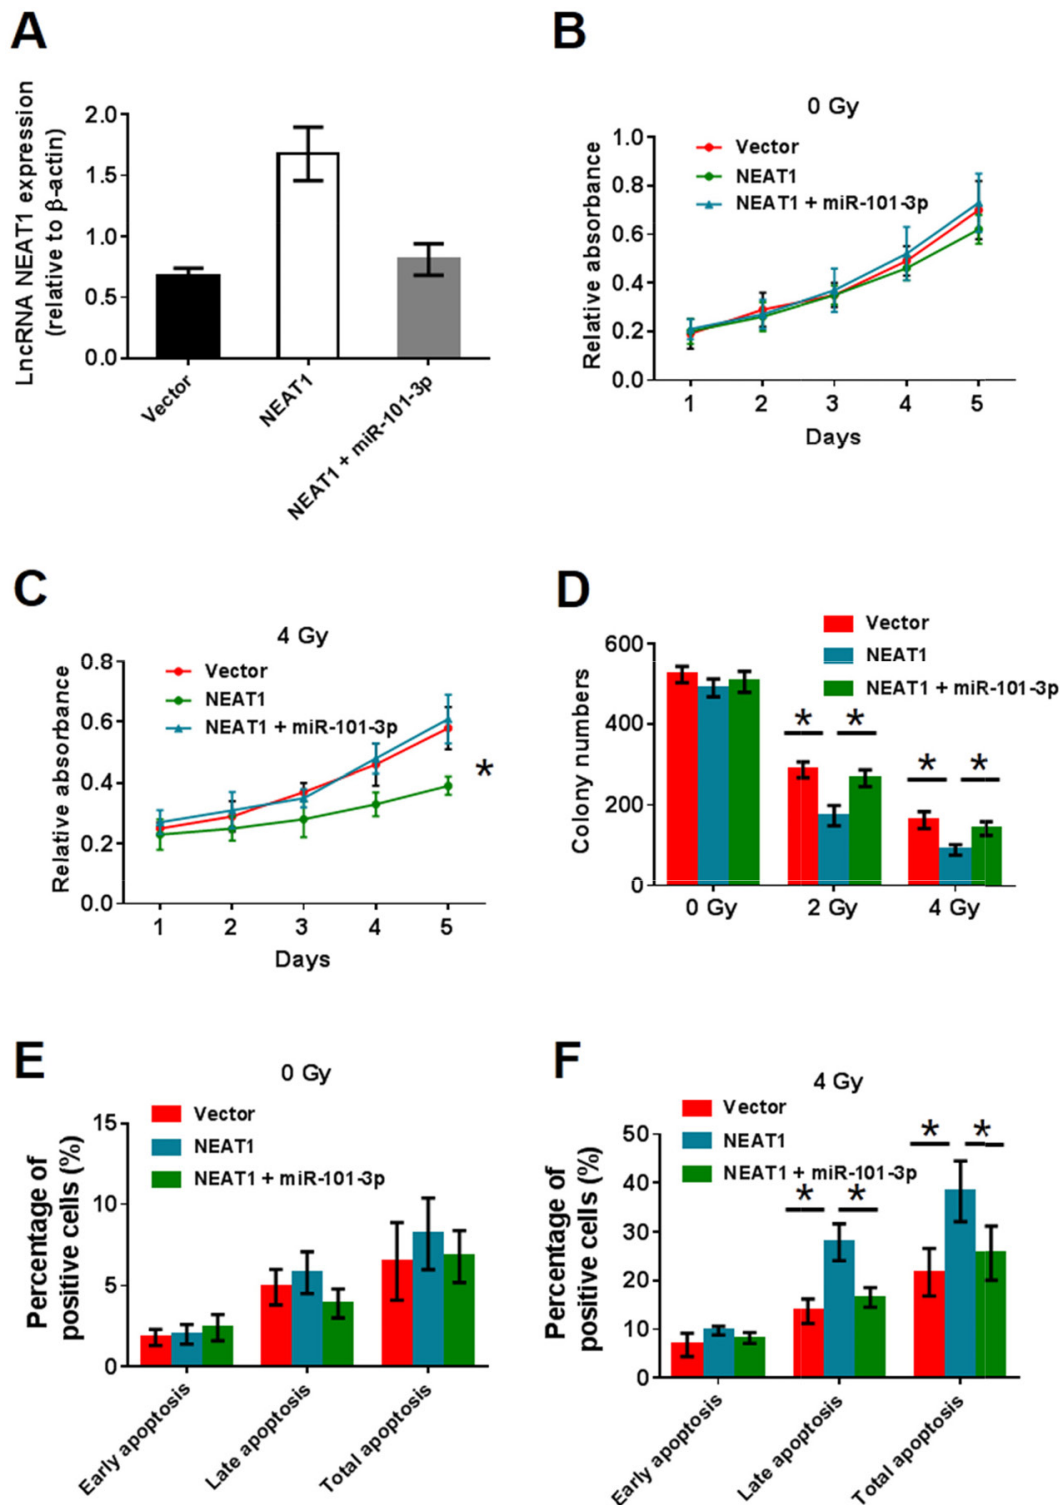 A
LncRNA NEAT1 expression
(relative to β-actin)
2.0
1.5
1.0
0.5
0.0
Vector
NEAT1
NEAT1 + miR-101-3p
B
0 Gy
Relative absorbance
1.0
0.8
0.6
0.4
0.2
0.0
Vector
NEAT1
NEAT1 + miR-101-3p
1 2 3 4 5
Days
C
4 Gy
Relative absorbance
0.8
0.6
0.4
0.2
0.0
Vector
NEAT1
NEAT1 + miR-101-3p
*
1 2 3 4 5
Days
D
Vector
NEAT1
NEAT1 + miR-101-3p
Colony numbers
600
400
200
0
* *
* *
0 Gy 2 Gy 4 Gy
E
0 Gy
Vector
NEAT1
NEAT1 + miR-101-3p
Percentage of
positive cells (%)
15
10
5
0
Early apoptosis
Late apoptosis
Total apoptosis
F
4 Gy
Vector
NEAT1
NEAT1 + miR-101-3p
Percentage of
positive cells (%)
50
40
30
20
10
0
* *
* *
Early apoptosis
Late apoptosis
Total apoptosis